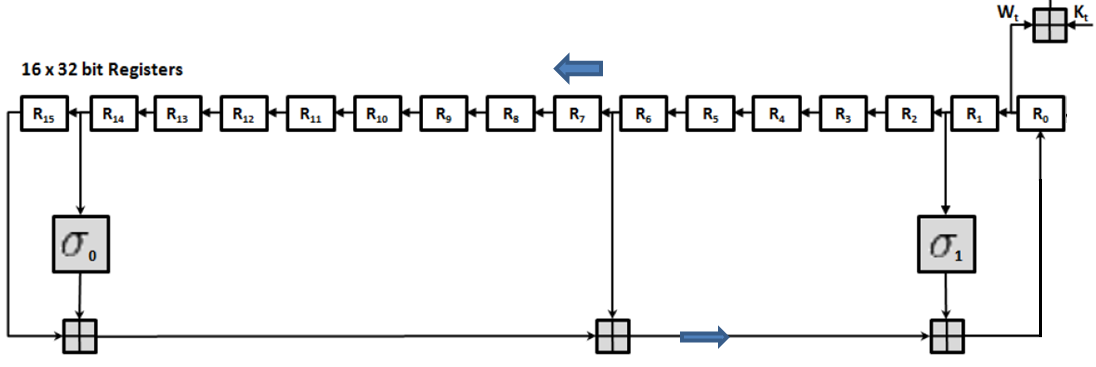 Wₜ Kₜ
16 x 32 bit Registers
R₁₅ R₁₄ R₁₃ R₁₂ R₁₁ R₁₀ R₉ R₈ R₇ R₆ R₅ R₄ R₃ R₂ R₁ R₀
σ₀ σ₁